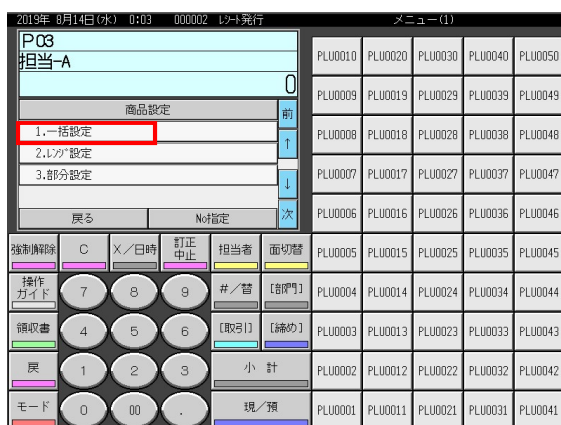 2019年 8月14日(水) 0:03 000002 レシート発行 メニュー(1)
P03
担当-A
0
商品設定
前
1.一括設定
↑
2.レンジ設定
3.部分設定
↓
戻る No指定 次
強制解除 C X／日時 訂正中止 担当者 面切替
操作ガイド 7 8 9 #／替 [部門]
領収書 4 5 6 [取引] [締め]
戻 1 2 3 小 計
モード 0 00 . 現／預
PLU0010 PLU0020 PLU0030 PLU0040 PLU0050
PLU0009 PLU0019 PLU0029 PLU0039 PLU0049
PLU0008 PLU0018 PLU0028 PLU0038 PLU0048
PLU0007 PLU0017 PLU0027 PLU0037 PLU0047
PLU0006 PLU0016 PLU0026 PLU0036 PLU0046
PLU0005 PLU0015 PLU0025 PLU0035 PLU0045
PLU0004 PLU0014 PLU0024 PLU0034 PLU0044
PLU0003 PLU0013 PLU0023 PLU0033 PLU0043
PLU0002 PLU0012 PLU0022 PLU0032 PLU0042
PLU0001 PLU0011 PLU0021 PLU0031 PLU0041